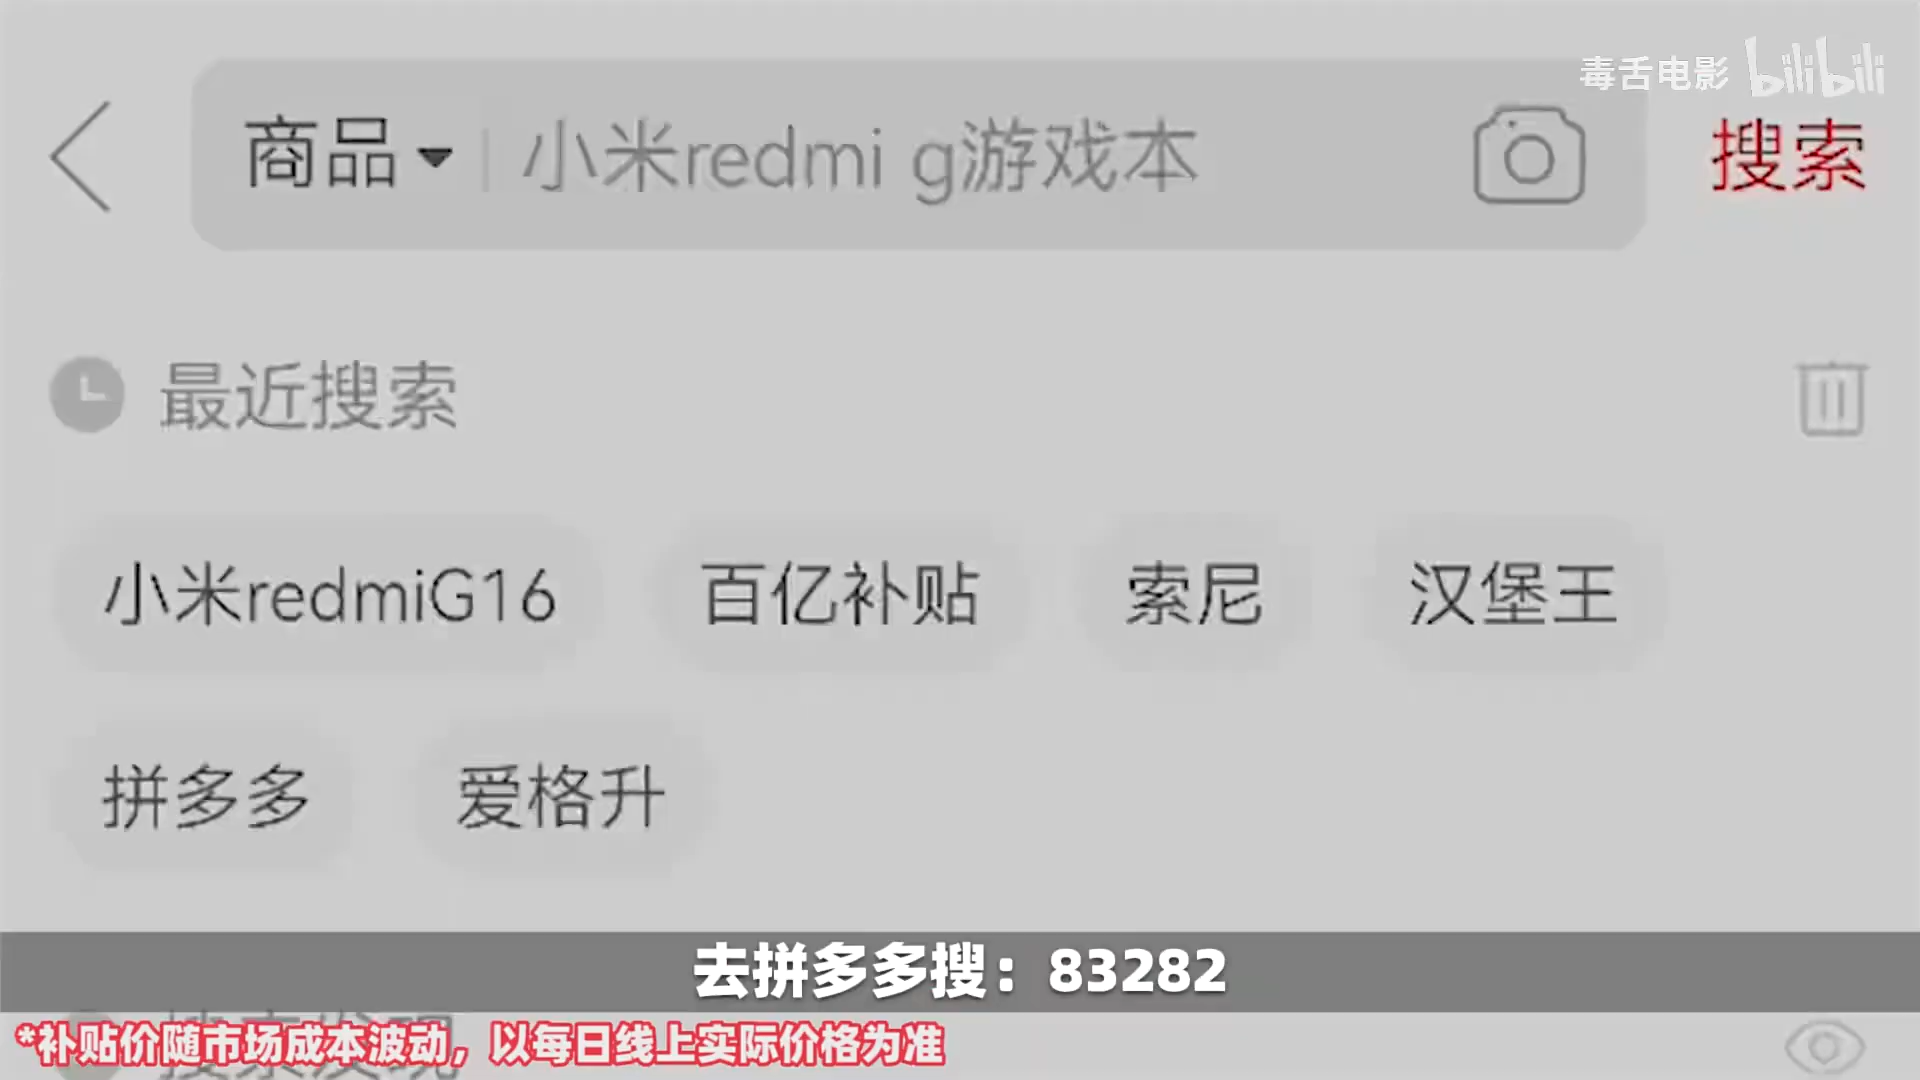 毒舌电影 bilibili
商品 小米redmi g游戏本 搜索
最近搜索
小米redmiG16 百亿补贴 索尼 汉堡王
拼多多 爱格升
去拼多多搜：83282
搜索发现
*补贴价随市场成本波动，以每日线上实际价格为准